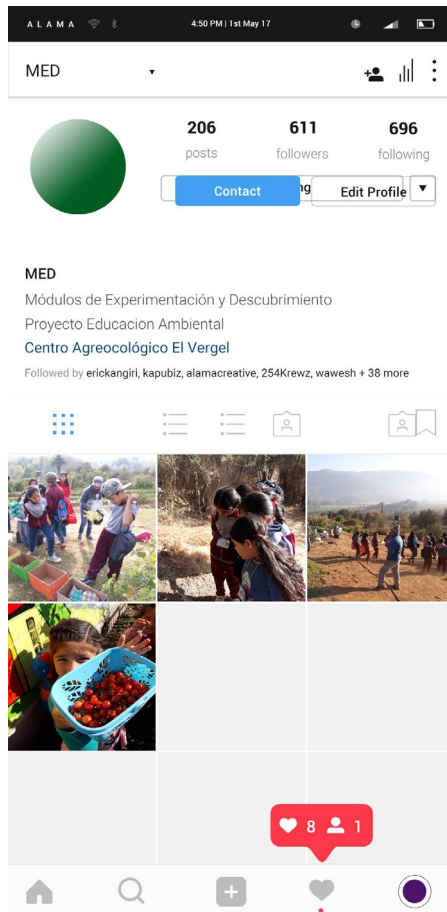 A L A M A 4:50 PM | 1st May 17
MED
206 611 696
posts followers following
Contact ng Edit Profile
MED
Módulos de Experimentación y Descubrimiento
Proyecto Educacion Ambiental
Centro Agreocológico El Vergel
Followed by erickangiri, kapubiz, alamacreative, 254Krewz, wawesh + 38 more
8 1